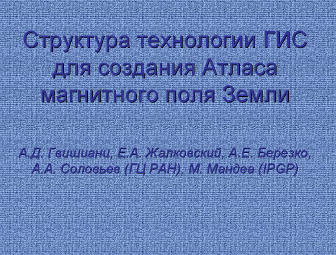 Структура технологии ГИС
для создания Атласа
магнитного поля Земли
А.Д. Гвишиани, Е.А. Жалковский, А.Е. Березко,
А.А. Соловьев (ГЦ РАН), М. Мандеа (IPGP)